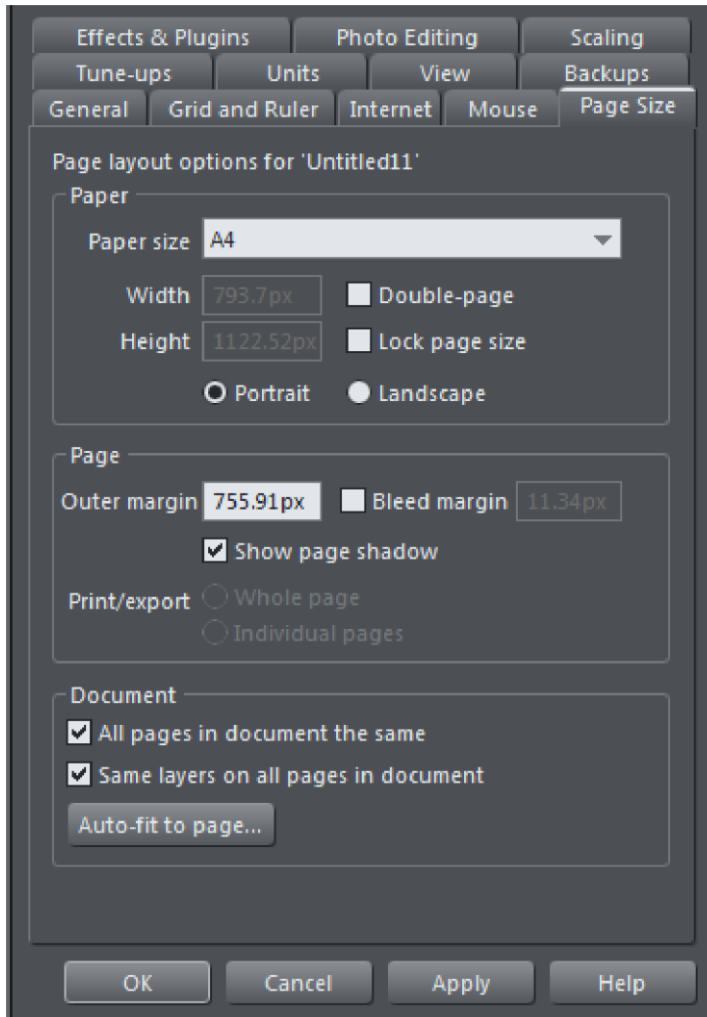 Effects & Plugins Photo Editing Scaling
Tune-ups Units View Backups
General Grid and Ruler Internet Mouse Page Size
Page layout options for 'Untitled11'
Paper
Paper size A4
Width 793.7px Double-page
Height 1122.52px Lock page size
Portrait Landscape
Page
Outer margin 755.91px Bleed margin 11.34px
Show page shadow
Print/export Whole page
Individual pages
Document
All pages in document the same
Same layers on all pages in document
Auto-fit to page...
OK Cancel Apply Help